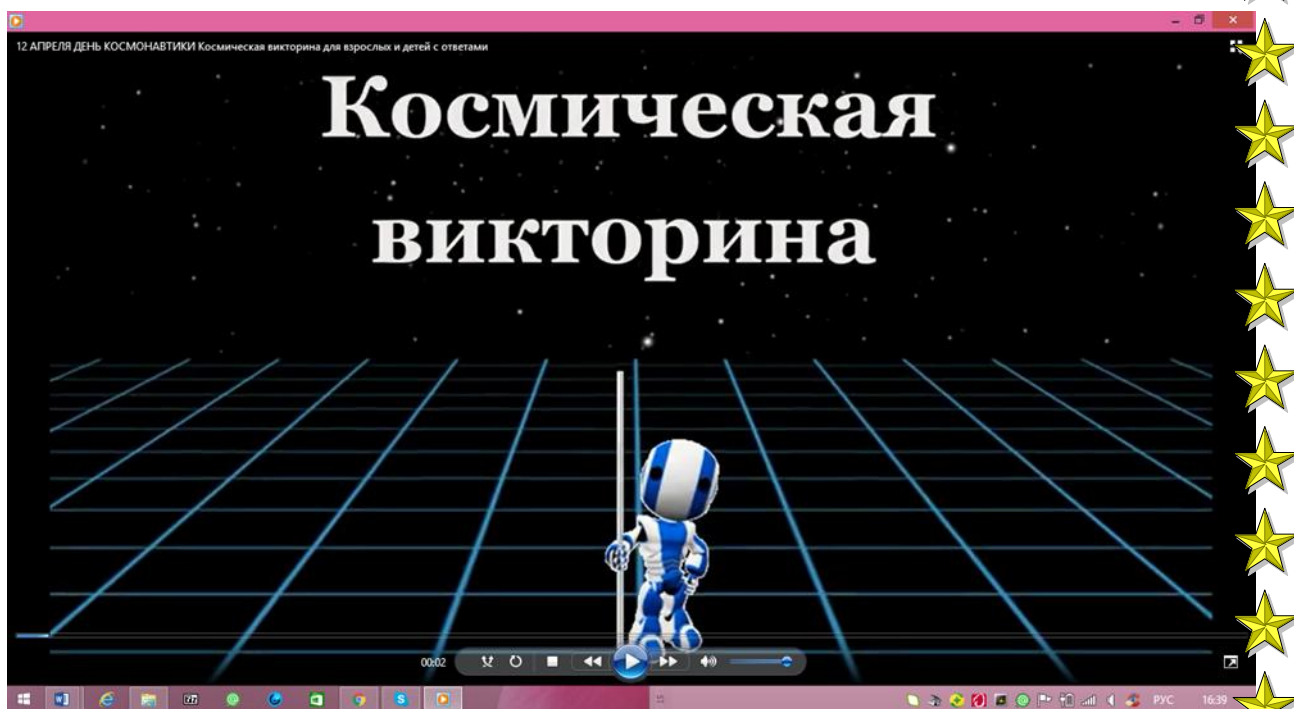 12 АПРЕЛЯ ДЕНЬ КОСМОНАВТИКИ Космическая викторина для взрослых и детей с ответами
Космическая
викторина
00:02
РУС 16:39